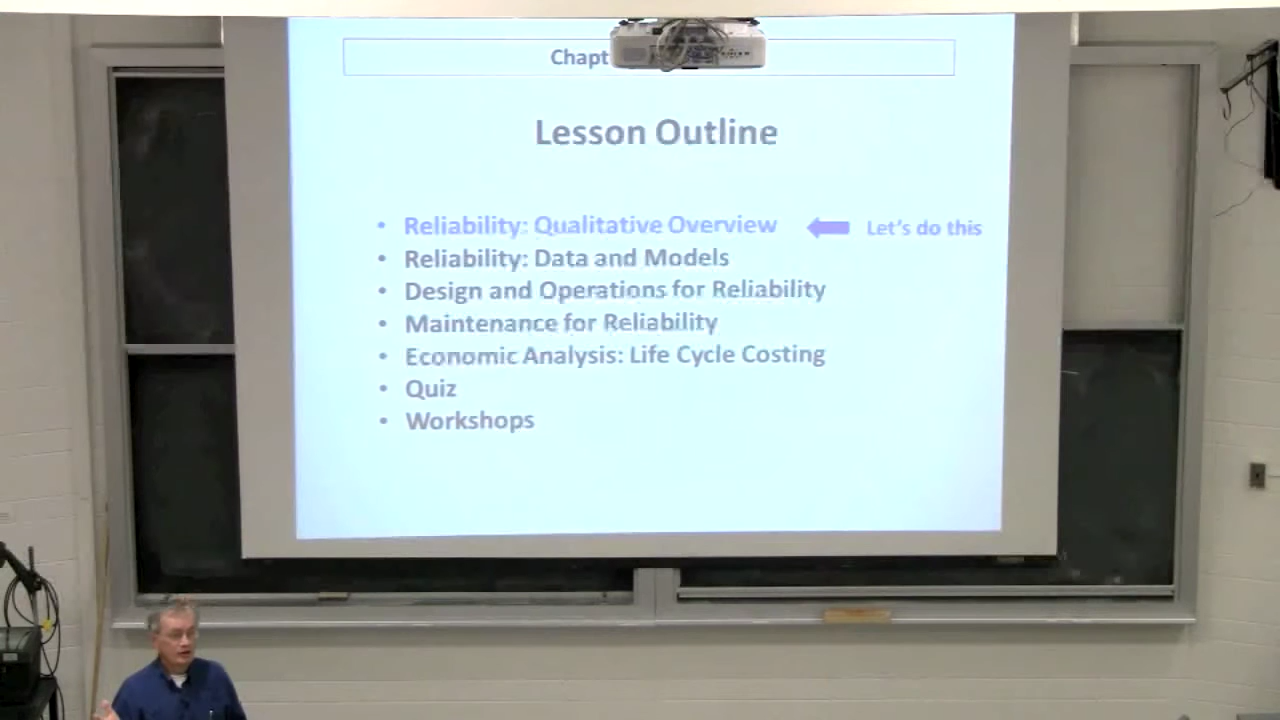 Lesson Outline
• Reliability: Qualitative Overview
Let's do this
• Reliability: Data and Models
• Design and Operations for Reliability
• Maintenance for Reliability
• Economic Analysis: Life Cycle Costing
• Quiz
• Workshops